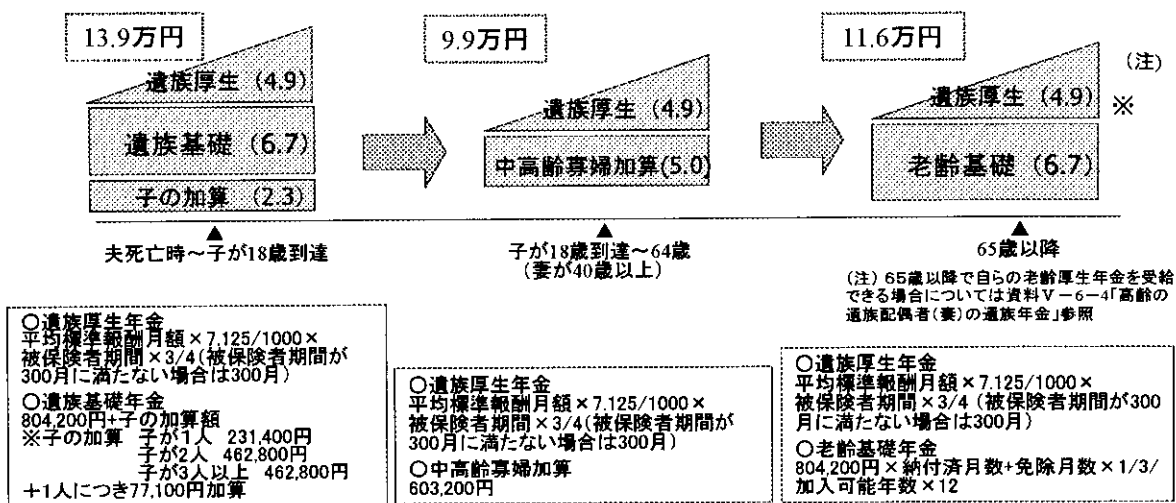 13.9万円
遺族厚生（4.9）
遺族基礎（6.7）
子の加算（2.3）
9.9万円
遺族厚生（4.9）
中高齢寡婦加算(5.0)
11.6万円
（注）
遺族厚生（4.9）
※
老齢基礎（6.7）
▲
夫死亡時～子が18歳到達
▲
子が18歳到達～64歳
（妻が40歳以上）
▲
65歳以降
（注）65歳以降で自らの老齢厚生年金を受給
できる場合については資料Ⅴ－6－4「高齢の
遺族配偶者（妻）の遺族年金」参照
○遺族厚生年金
平均標準報酬月額×7.125/1000×
被保険者期間×3/4（被保険者期間が
300月に満たない場合は300月）
○遺族基礎年金
804,200円+子の加算額
※子の加算　子が1人　231,400円
子が2人　462,800円
子が3人以上　462,800円
＋1人につき77,100円加算
○遺族厚生年金
平均標準報酬月額×7.125/1000×
被保険者期間×3/4（被保険者期間が
300月に満たない場合は300月）
○中高齢寡婦加算
603,200円
○遺族厚生年金
平均標準報酬月額×7.125/1000×
被保険者期間×3/4（被保険者期間が300
月に満たない場合は300月）
○老齢基礎年金
804,200円×納付済月数+免除月数×1/3/
加入可能年数×12